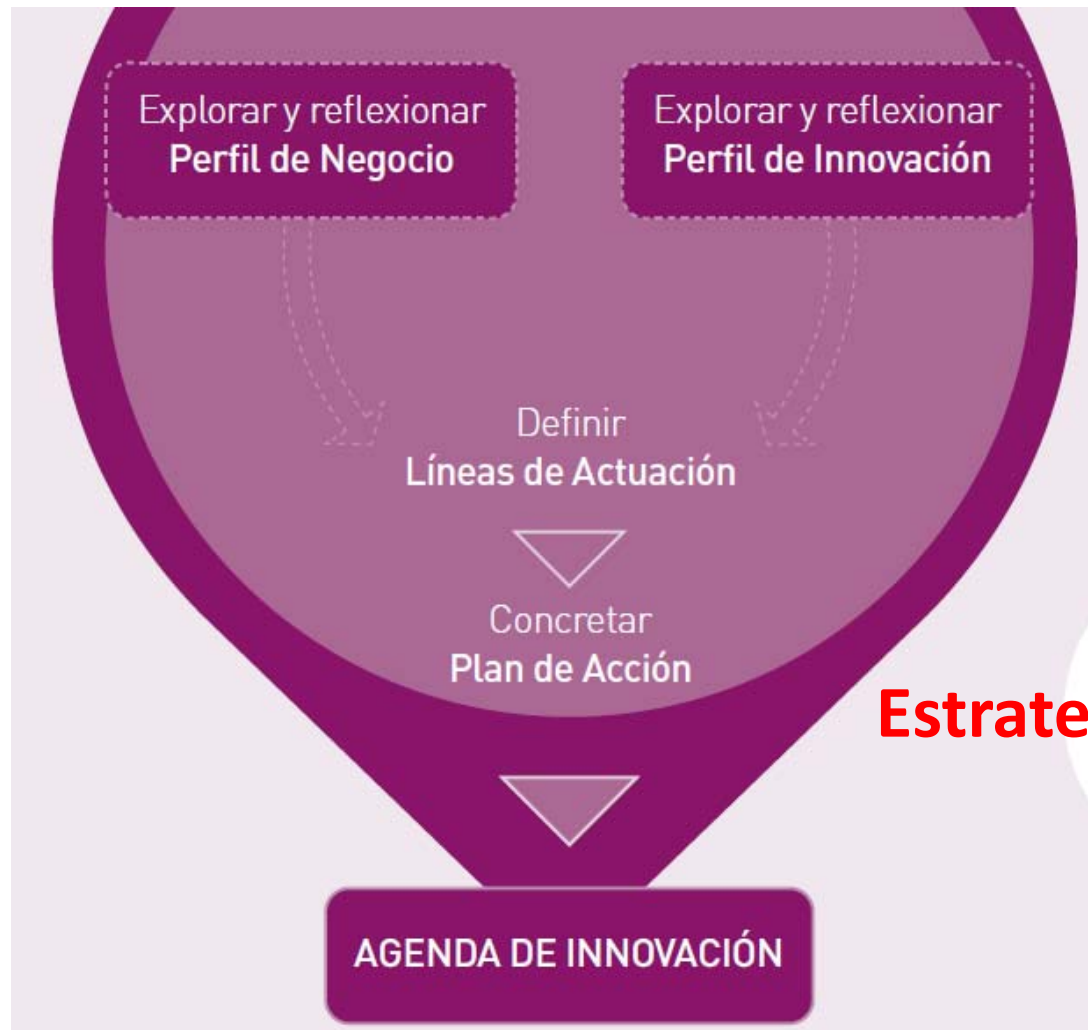 Explorar y reflexionar
Perfil de Negocio
Explorar y reflexionar
Perfil de Innovación
Definir
Líneas de Actuación
Concretar
Plan de Acción
Estrate
AGENDA DE INNOVACIÓN